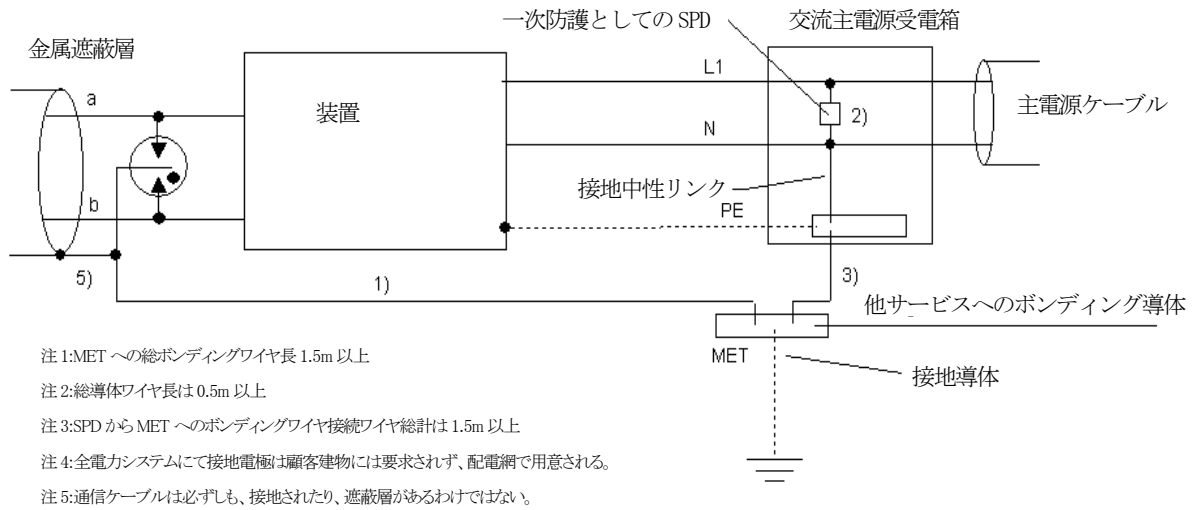 一次防護としての SPD
交流主電源受電箱
金属遮蔽層
L1
a
装置
2)
主電源ケーブル
N
接地中性リンク
b
PE
5)
1)
3)
他サービスへのボンディング導体
MET
接地導体
注 1:MET への総ボンディングワイヤ長 1.5m 以上
注 2:総導体ワイヤ長は 0.5m 以上
注 3:SPD から MET へのボンディングワイヤ接続ワイヤ総計は 1.5m 以上
注 4:全電力システムにて接地電極は顧客建物には要求されず、配電網で用意される。
注 5:通信ケーブルは必ずしも、接地されたり、遮蔽層があるわけではない。